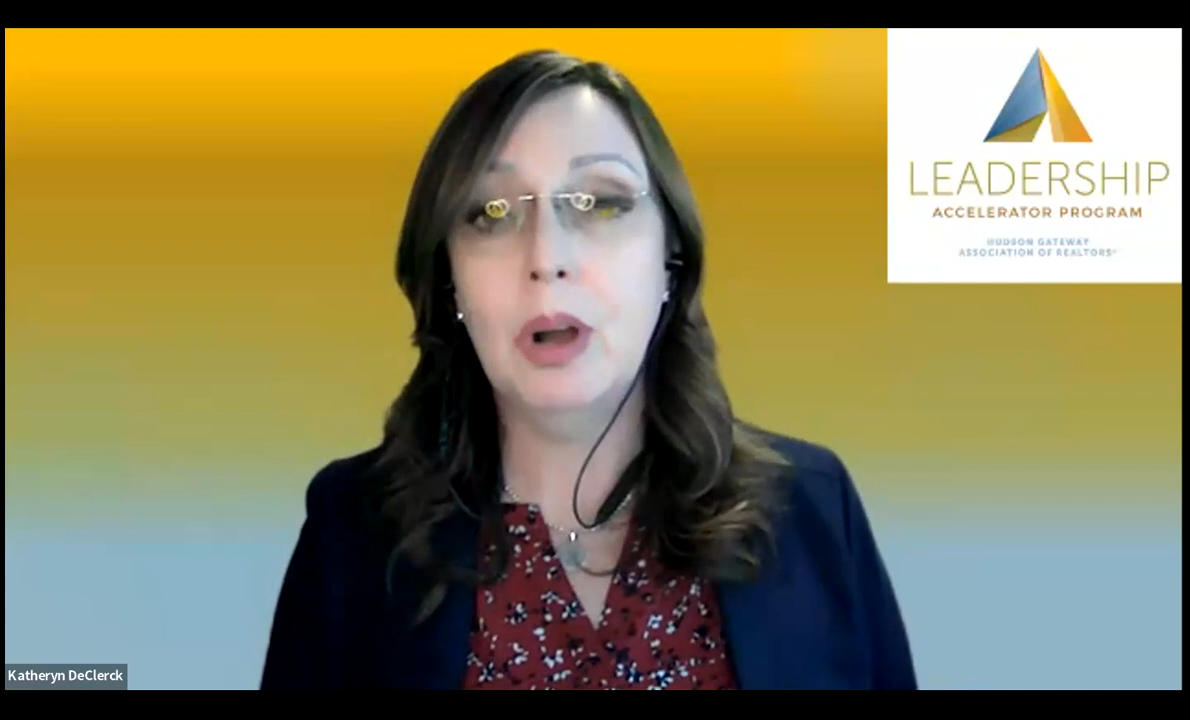 LEADERSHIP
ACCELERATOR PROGRAM
HUDSON GATEWAY
ASSOCIATION OF REALTORS®
Katheryn DeClerck